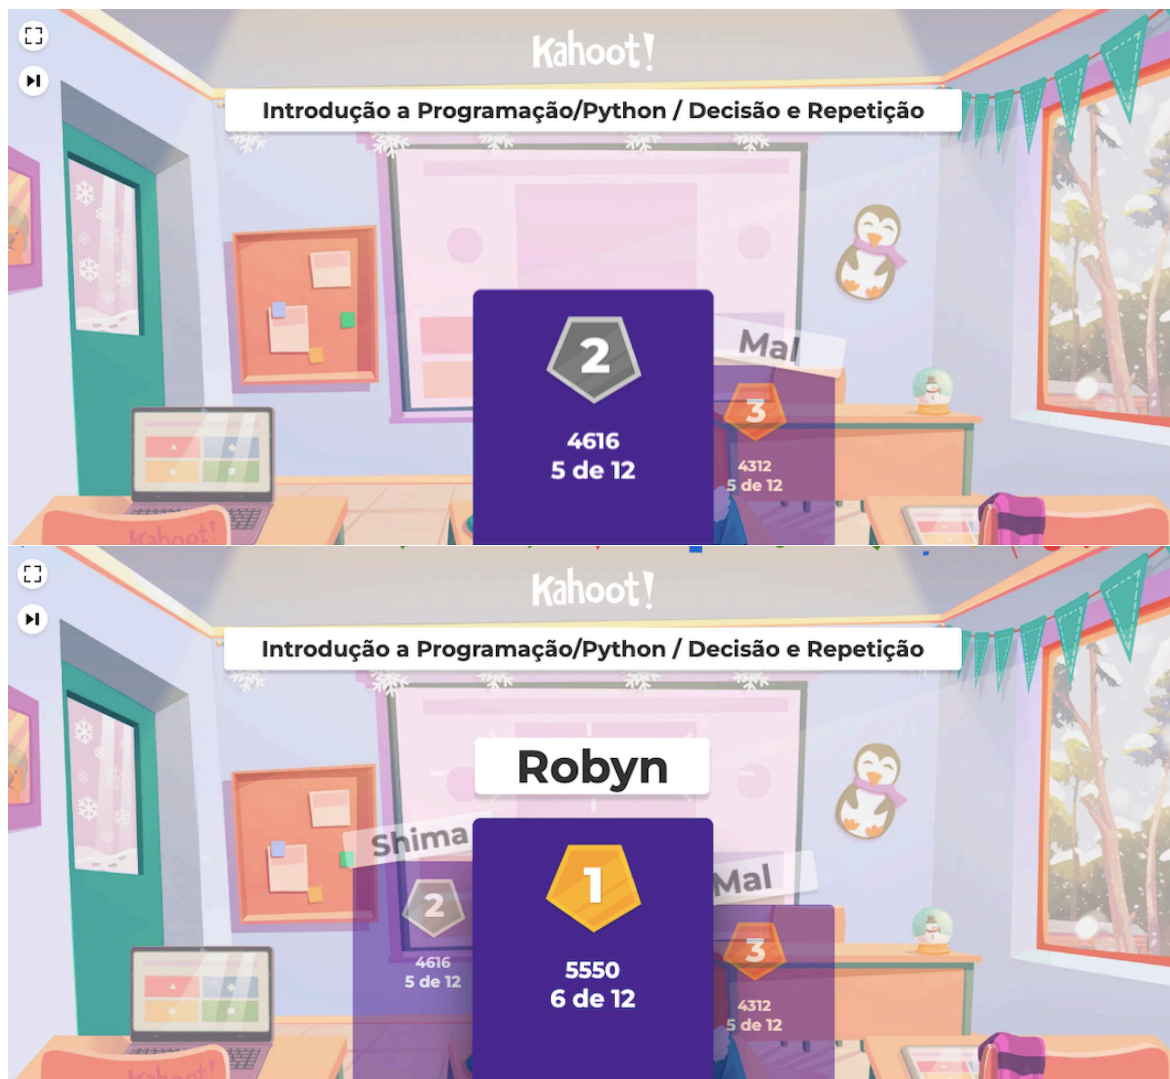 Kahoot!
Introdução a Programação/Python / Decisão e Repetição
2
4616
5 de 12
Mal
3
4312
5 de 12
Kahoot!
Kahoot!
Introdução a Programação/Python / Decisão e Repetição
Robyn
1
5550
6 de 12
Shima
2
4616
5 de 12
Mal
3
4312
5 de 12
Kahoot!